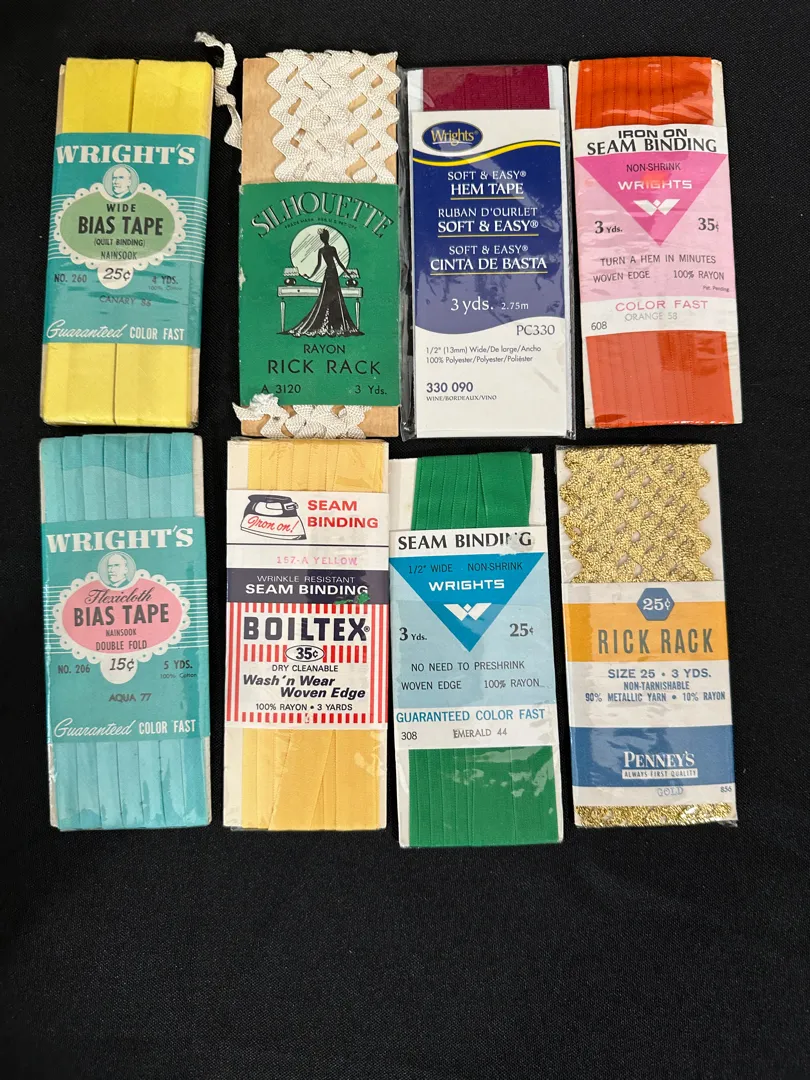 WRIGHT'S
WIDE
BIAS TAPE
(QUILT BINDING)
NAINSOOK
NO. 260 25¢ 4 YDS.
100% Cotton
CANARY 86
Guaranteed COLOR FAST
SILHOUETTE
RAYON
RICK RACK
A 3120 3 Yds.
Wrights®
SOFT & EASY®
HEM TAPE
RUBAN D'OURLET
SOFT & EASY®
SOFT & EASY®
CINTA DE BASTA
3 yds. 2.75m
PC330
1/2" (13mm) Wide/De large/Ancho
100% Polyester/Polyester/Poliéster
330 090
WINE/BORDEAUX/VINO
IRON ON
SEAM BINDING
NON-SHRINK
WRIGHTS
3 Yds. 35¢
TURN A HEM IN MINUTES
WOVEN EDGE 100% RAYON
Pat. Pending
COLOR FAST
ORANGE 58
608
WRIGHT'S
Flexicloth
BIAS TAPE
NAINSOOK
DOUBLE FOLD
NO. 206 15¢ 5 YDS.
100% Cotton
AQUA 77
Guaranteed COLOR FAST
Iron on!
SEAM
BINDING
157-A YELLOW
WRINKLE RESISTANT
SEAM BINDING
BOILTEX®
35¢
DRY CLEANABLE
Wash 'n Wear
Woven Edge
100% RAYON • 3 YARDS
SEAM BINDING
1/2" WIDE NON-SHRINK
WRIGHTS
3 Yds. 25¢
NO NEED TO PRESHRINK
WOVEN EDGE 100% RAYON
GUARANTEED COLOR FAST
308 EMERALD 44
25¢
RICK RACK
SIZE 25 • 3 YDS.
NON-TARNISHABLE
90% METALLIC YARN • 10% RAYON
PENNEY'S
ALWAYS FIRST QUALITY
GOLD 856